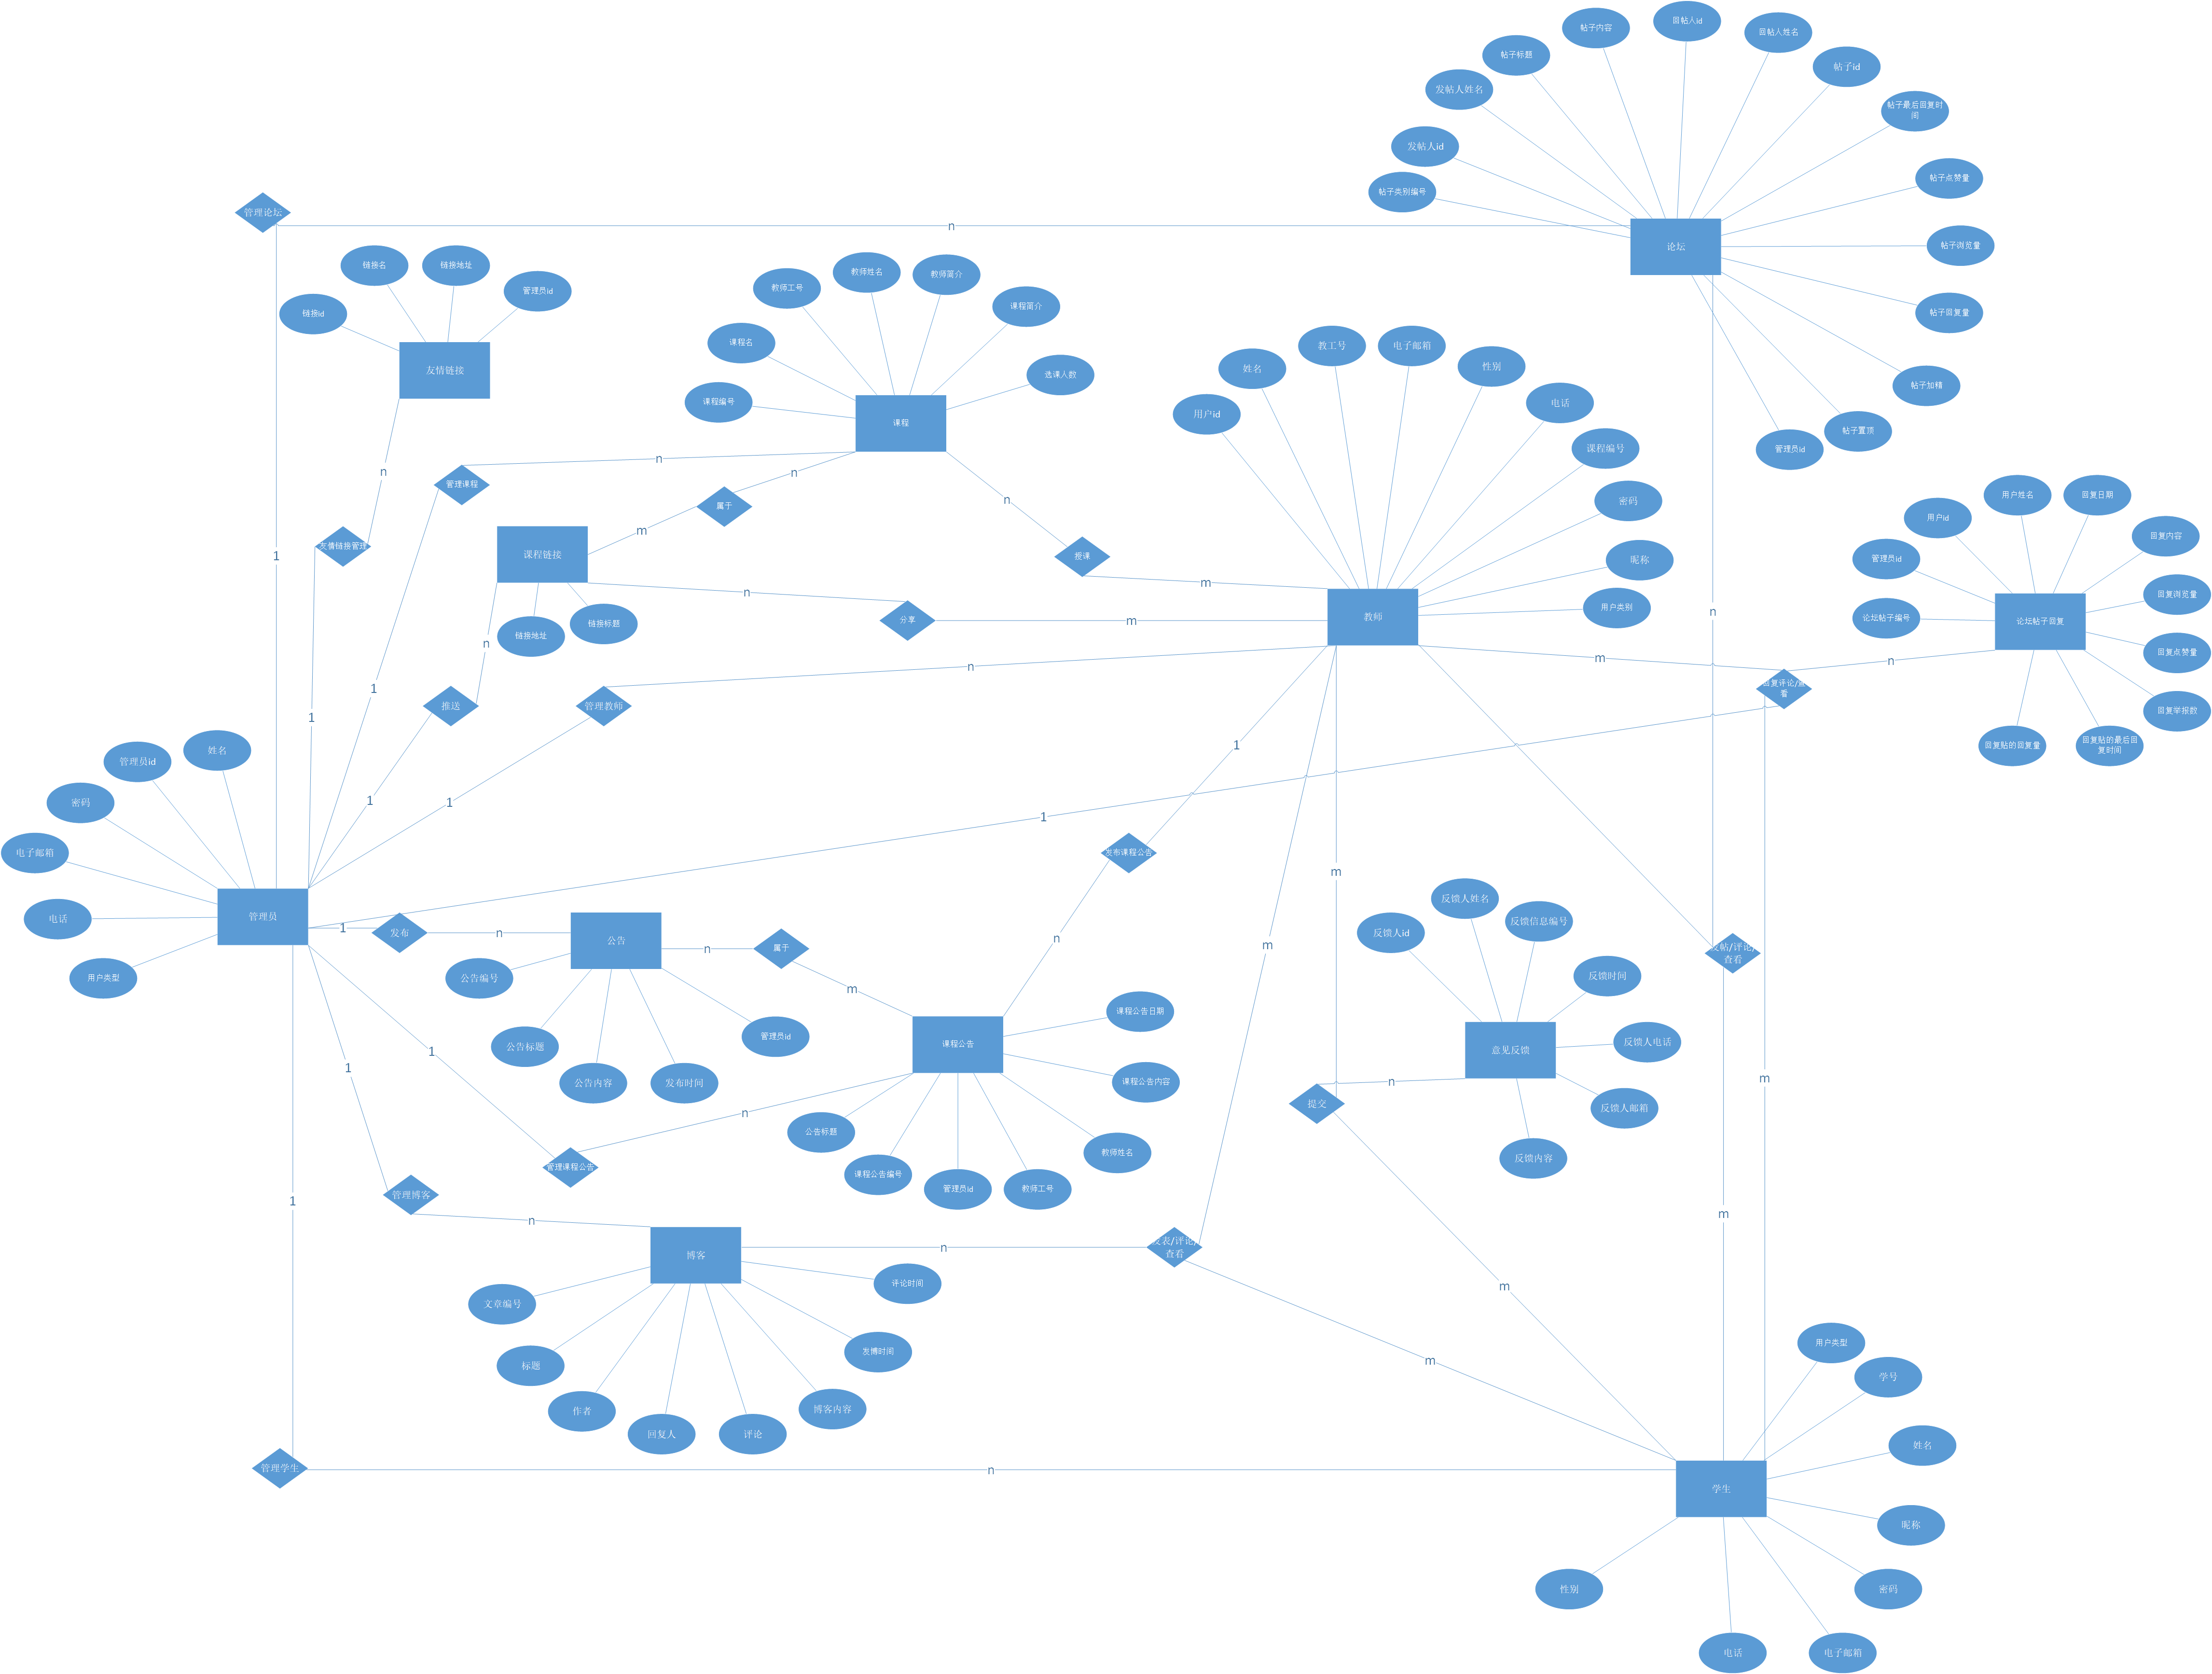 帖子内容
回帖人id
回帖人姓名
帖子标题
帖子id
发帖人姓名
帖子最后回复时
间
发帖人id
帖子点赞量
帖子类别编号
管理论坛
n
论坛
帖子浏览量
链接名
链接地址
管理员id
链接id
教师工号
教师姓名
教师简介
课程简介
帖子回复量
友情链接
课程名
选课人数
课程编号
课程
姓名
教工号
电子邮箱
性别
用户id
电话
课程编号
密码
昵称
用户类别
帖子加精
帖子置顶
管理员id
n
管理课程
n
n
属于
n
m
课程链接
1
友情链接管理
授课
m
n
分享
m
教师
链接地址
链接标题
n
n
用户id
用户姓名
回复日期
回复内容
管理员id
回复浏览量
论坛帖子编号
论坛帖子回复
回复点赞量
回复举报数
回复贴的回复量
回复贴的最后回
复时间
m
n
回复评论/查
看
1
1
推送
管理教师
n
1
1
1
1
姓名
管理员id
密码
电子邮箱
电话
用户类型
管理员
发布课程公告
m
1
发布
n
公告
n
属于
n
m
m
公告编号
公告标题
公告内容
发布时间
管理员id
反馈人id
反馈人姓名
反馈信息编号
反馈时间
反馈人电话
反馈人邮箱
反馈内容
意见反馈
发帖/评论/
查看
课程公告
课程公告日期
课程公告内容
公告标题
课程公告编号
管理员id
教师工号
教师姓名
1
1
n
管理课程公告
n
提交
m
管理博客
n
1
博客
n
发表/评论/
查看
m
m
m
文章编号
标题
作者
回复人
评论
博客内容
发博时间
评论时间
管理学生
n
用户类型
学号
姓名
学生
昵称
密码
性别
电话
电子邮箱